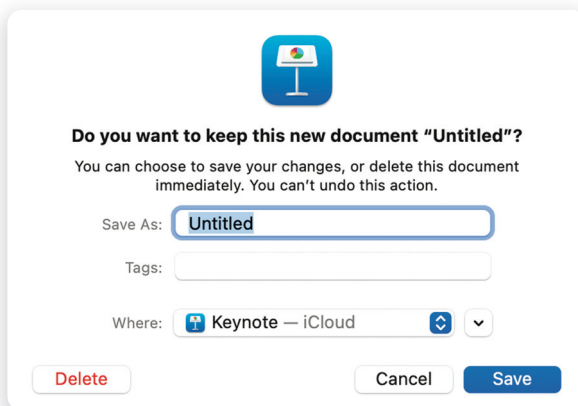 Do you want to keep this new document “Untitled”?
You can choose to save your changes, or delete this document
immediately. You can’t undo this action.
Save As: Untitled
Tags:
Where: Keynote — iCloud
Delete Cancel Save